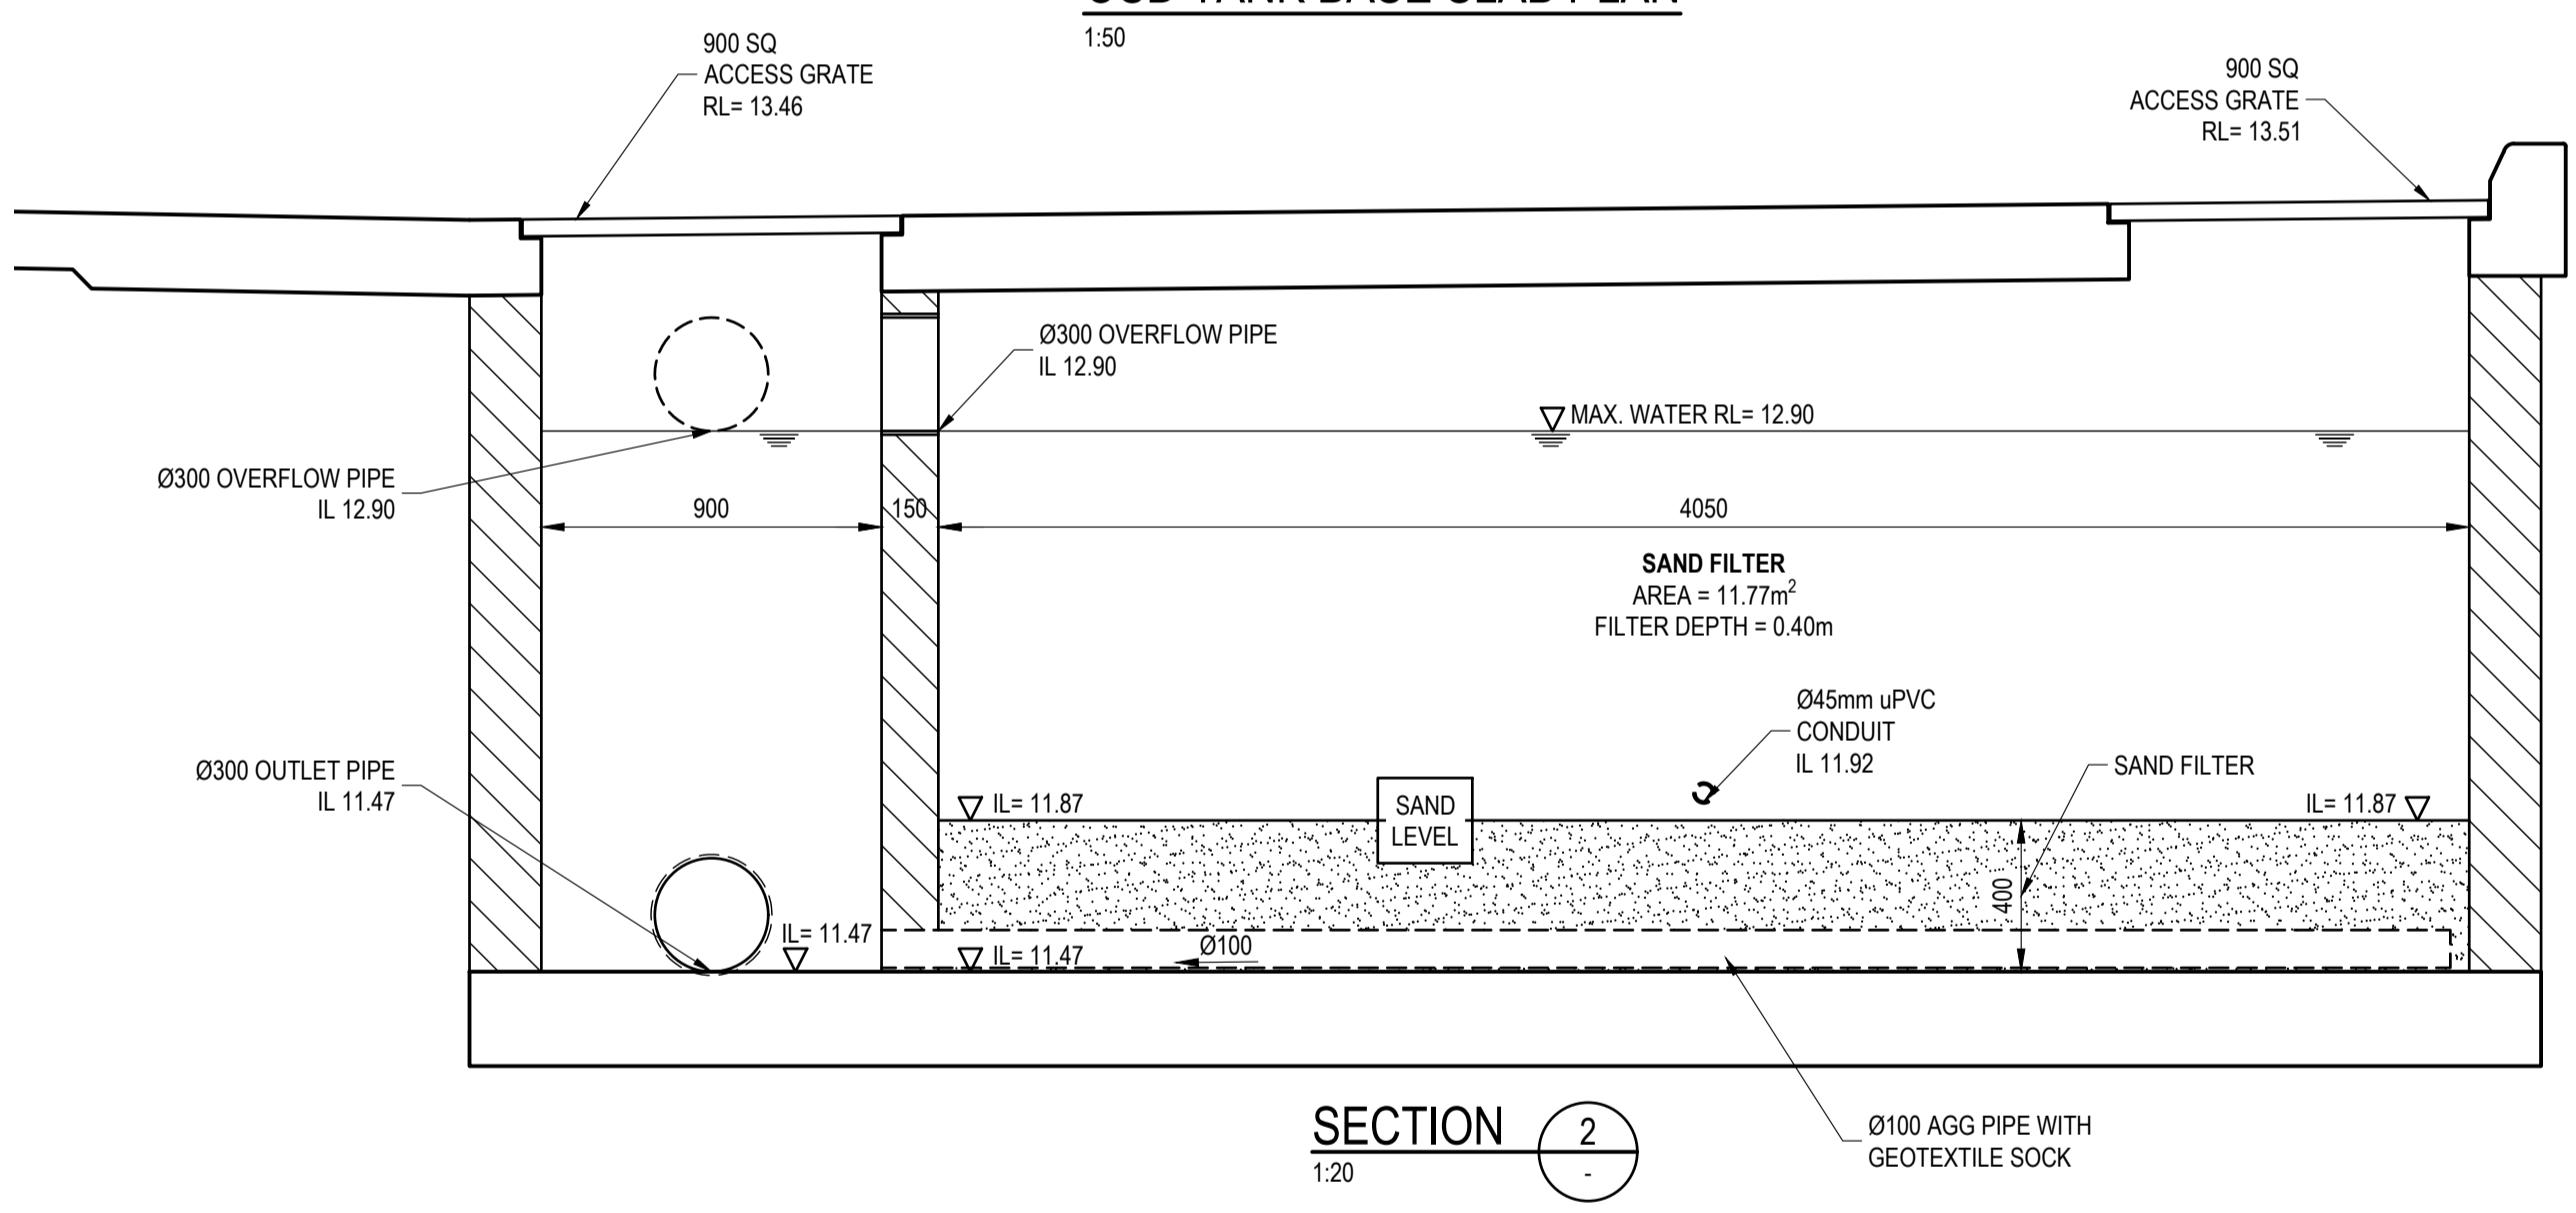 1:50
900 SQ
ACCESS GRATE
RL= 13.46
900 SQ
ACCESS GRATE
RL= 13.51
Ø300 OVERFLOW PIPE
IL 12.90
MAX. WATER RL= 12.90
Ø300 OVERFLOW PIPE
IL 12.90
900
150
4050
SAND FILTER
AREA = 11.77m²
FILTER DEPTH = 0.40m
Ø45mm uPVC
CONDUIT
IL 11.92
SAND FILTER
Ø300 OUTLET PIPE
IL 11.47
IL= 11.87
SAND
LEVEL
IL= 11.87
400
IL= 11.47
IL= 11.47
Ø100
SECTION
2
-
1:20
Ø100 AGG PIPE WITH
GEOTEXTILE SOCK